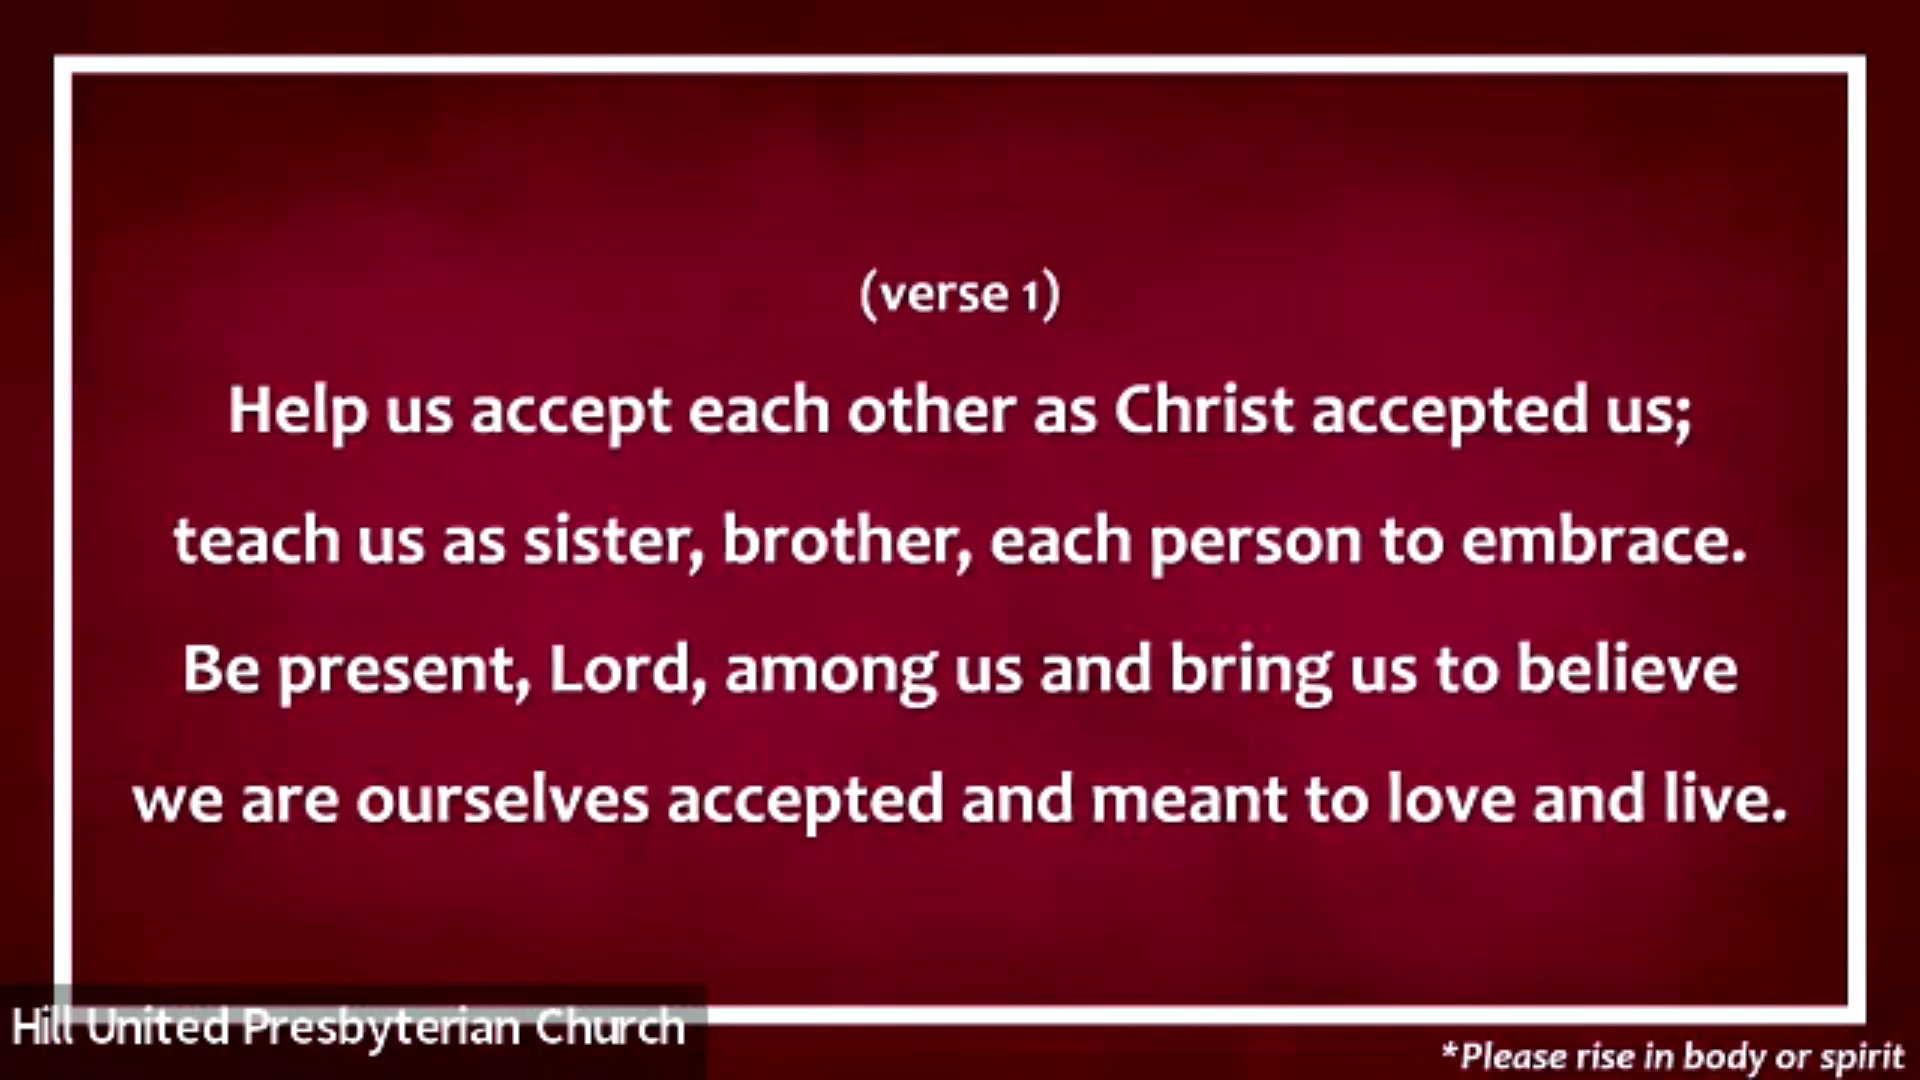 (verse 1)
Help us accept each other as Christ accepted us;
teach us as sister, brother, each person to embrace.
Be present, Lord, among us and bring us to believe
we are ourselves accepted and meant to love and live.
Hill United Presbyterian Church
*Please rise in body or spirit